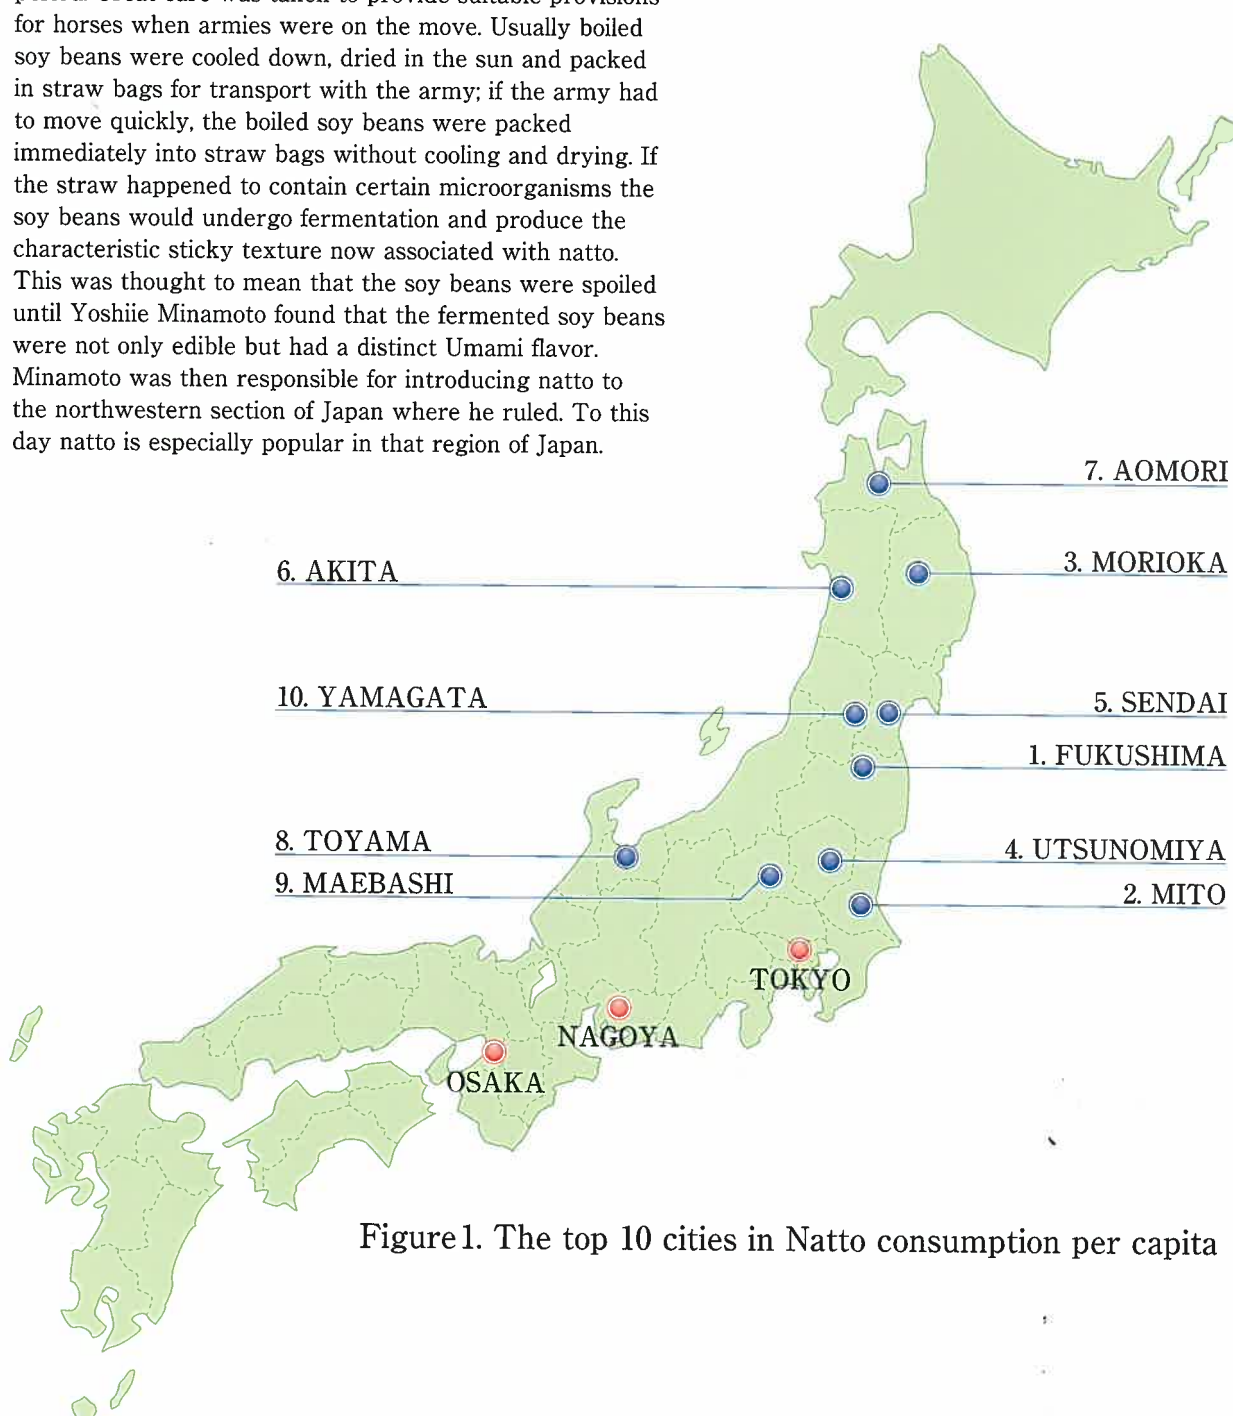 for horses when armies were on the move. Usually boiled
soy beans were cooled down, dried in the sun and packed
in straw bags for transport with the army; if the army had
to move quickly, the boiled soy beans were packed
immediately into straw bags without cooling and drying. If
the straw happened to contain certain microorganisms the
soy beans would undergo fermentation and produce the
characteristic sticky texture now associated with natto.
This was thought to mean that the soy beans were spoiled
until Yoshiie Minamoto found that the fermented soy beans
were not only edible but had a distinct Umami flavor.
Minamoto was then responsible for introducing natto to
the northwestern section of Japan where he ruled. To this
day natto is especially popular in that region of Japan.
7. AOMORI
3. MORIOKA
6. AKITA
10. YAMAGATA
5. SENDAI
1. FUKUSHIMA
8. TOYAMA
4. UTSUNOMIYA
9. MAEBASHI
2. MITO
TOKYO
NAGOYA
OSAKA
Figure 1. The top 10 cities in Natto consumption per capita